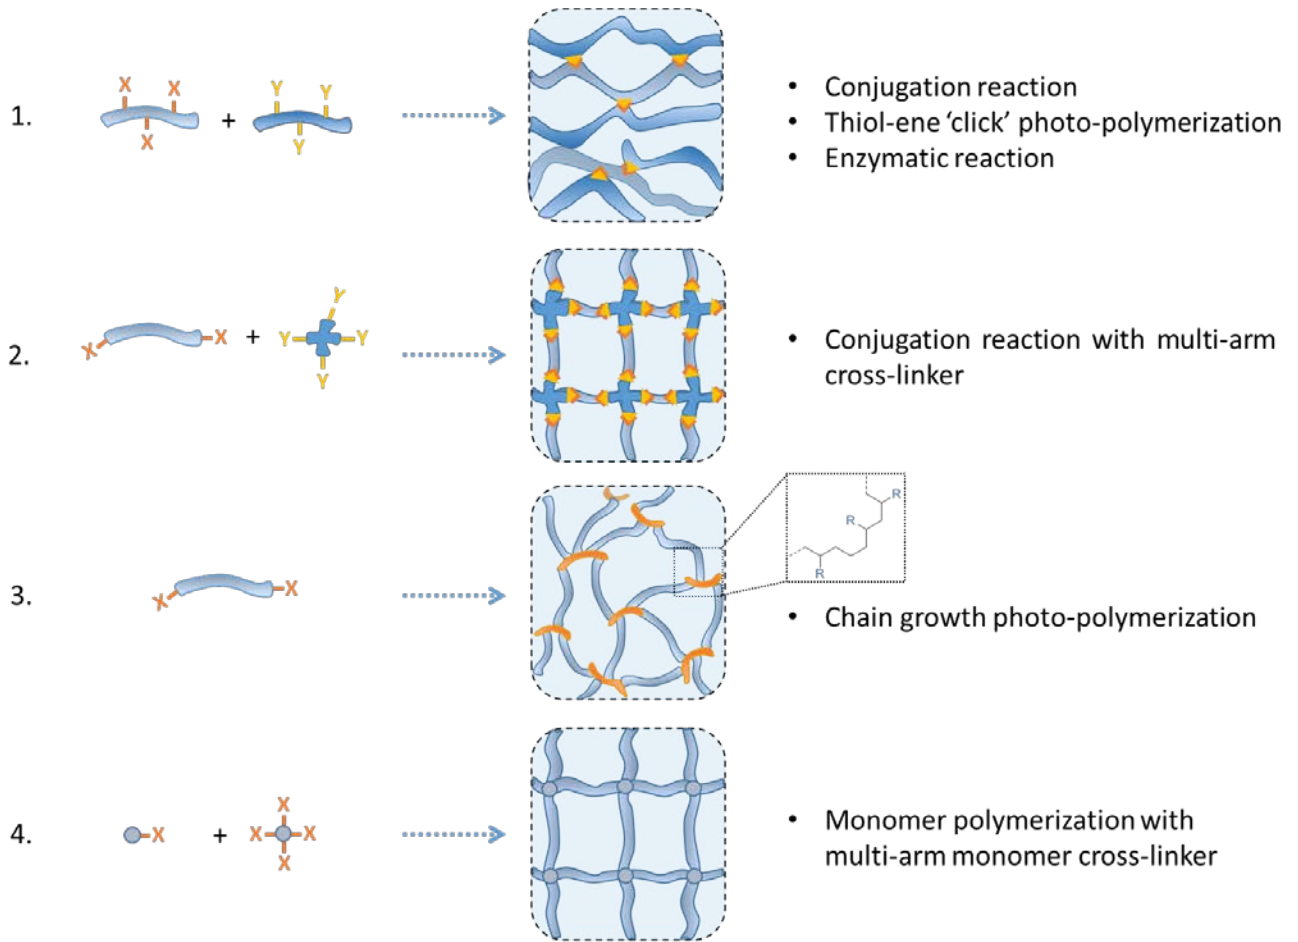 1.
X X
X
+
Y Y
Y
• Conjugation reaction
• Thiol-ene ‘click’ photo-polymerization
• Enzymatic reaction
2.
X X
+
Y
Y Y
Y
• Conjugation reaction with multi-arm
cross-linker
3.
X X
R
R
R
• Chain growth photo-polymerization
4.
X
+
X
X X
X
• Monomer polymerization with
multi-arm monomer cross-linker